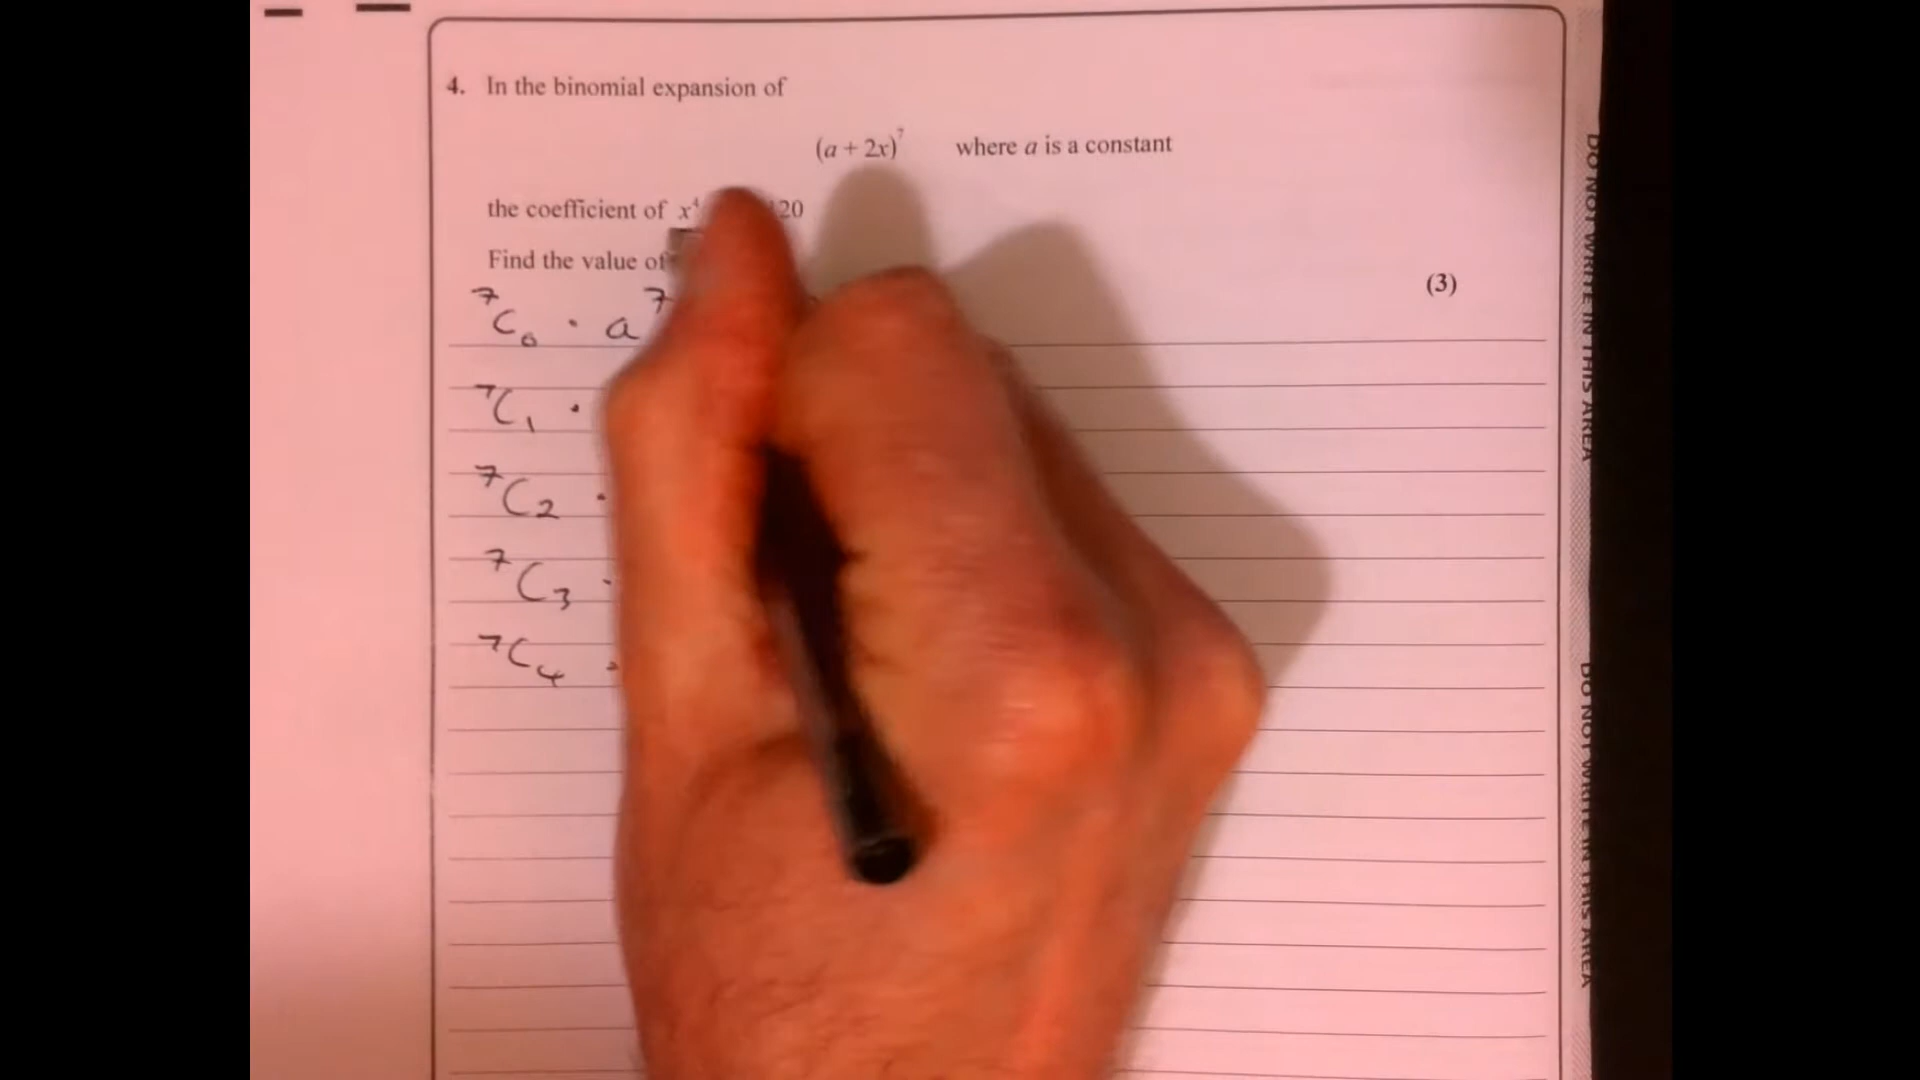 4. In the binomial expansion of
(a + 2x)⁷ where a is a constant
the coefficient of x⁴ 20
Find the value of
(3)
⁷C₀ · a⁷
⁷C₁ ·
⁷C₂ ·
⁷C₃ ·
⁷C₄ ·
DO NOT WRITE IN THIS AREA
DO NOT WRITE IN THIS AREA